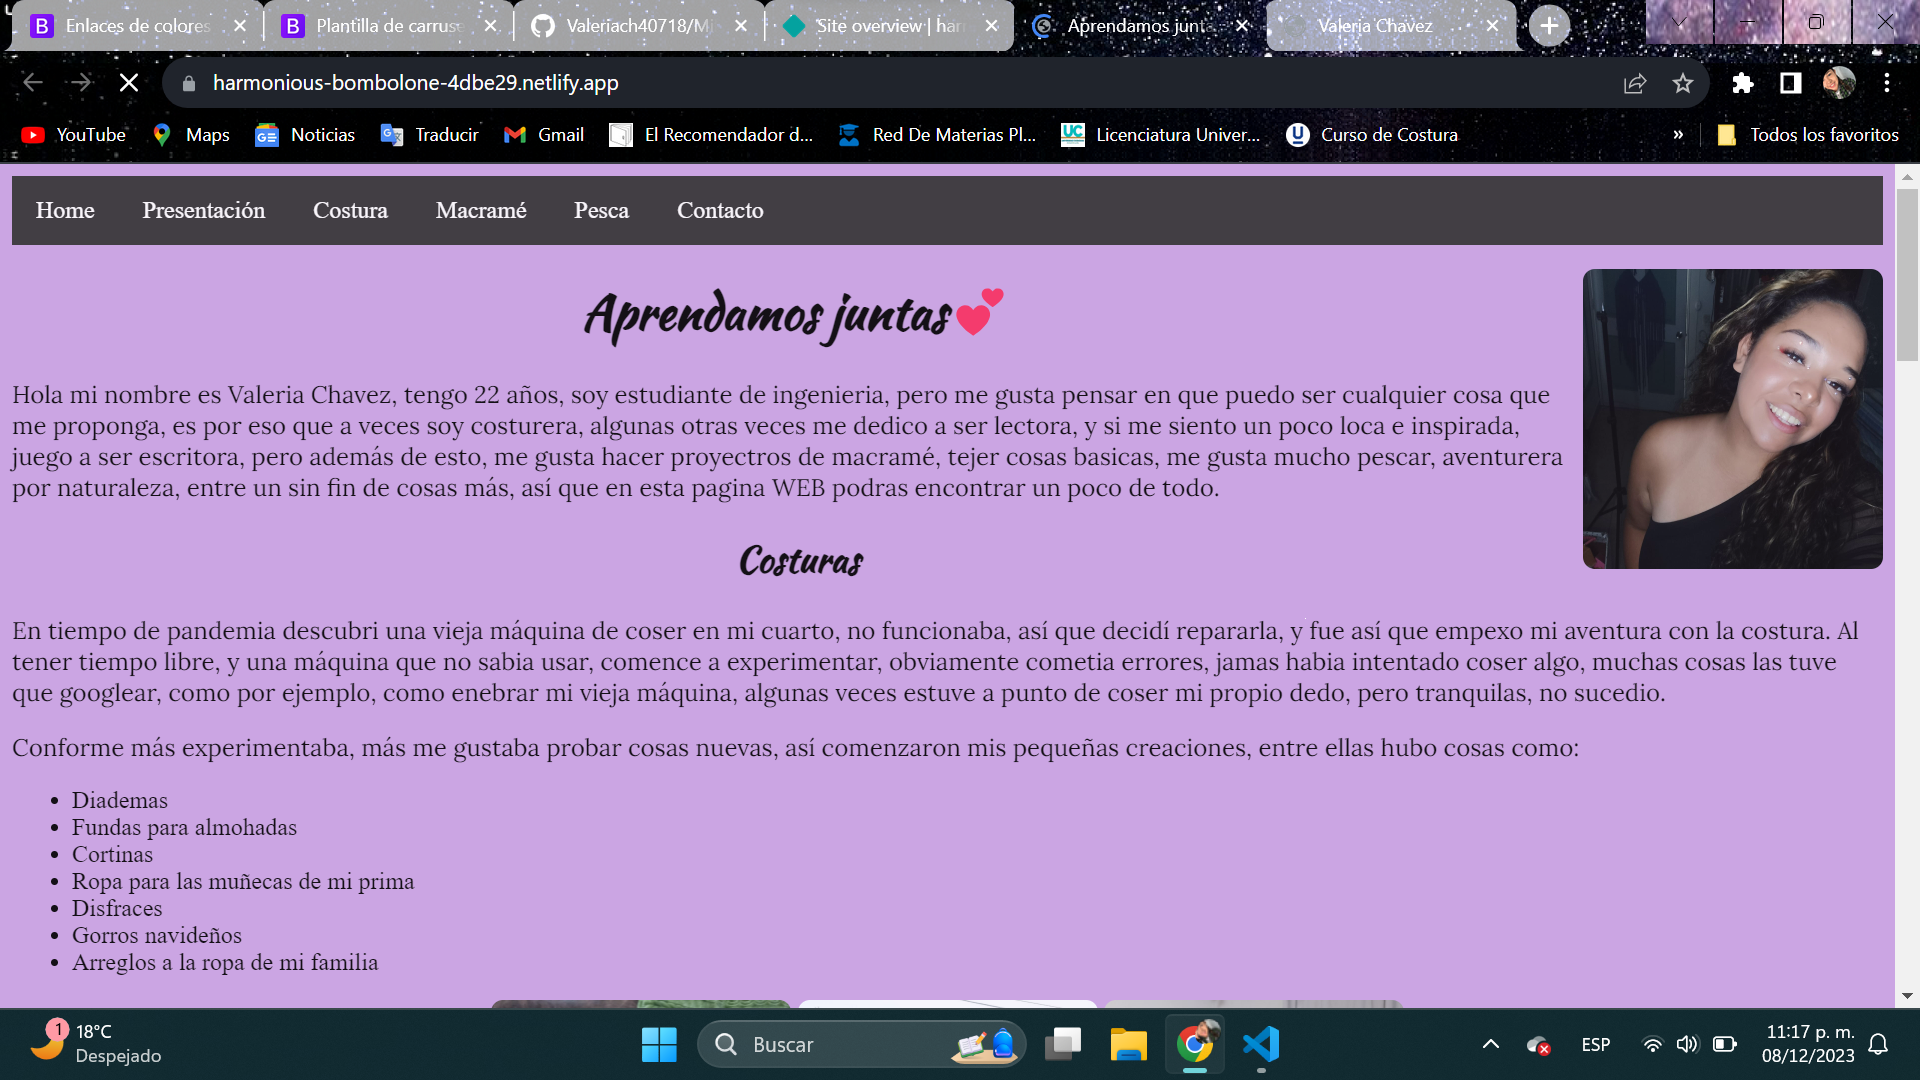 Enlaces de colores
Plantilla de carruse
Valeriach40718/Mi
Site overview | harm
Aprendamos junta
Valeria Chavez
harmonious-bombolone-4dbe29.netlify.app
YouTube
Maps
Noticias
Traducir
Gmail
El Recomendador d...
Red De Materias Pl...
Licenciatura Univer...
Curso de Costura
»
Todos los favoritos
Home
Presentación
Costura
Macramé
Pesca
Contacto
Aprendamos juntas💕
Hola mi nombre es Valeria Chavez, tengo 22 años, soy estudiante de ingenieria, pero me gusta pensar en que puedo ser cualquier cosa que
me proponga, es por eso que a veces soy costurera, algunas otras veces me dedico a ser lectora, y si me siento un poco loca e inspirada,
juego a ser escritora, pero además de esto, me gusta hacer proyectros de macramé, tejer cosas basicas, me gusta mucho pescar, aventurera
por naturaleza, entre un sin fin de cosas más, así que en esta pagina WEB podras encontrar un poco de todo.
Costuras
En tiempo de pandemia descubri una vieja máquina de coser en mi cuarto, no funcionaba, así que decidí repararla, y fue así que empexo mi aventura con la costura. Al
tener tiempo libre, y una máquina que no sabia usar, comence a experimentar, obviamente cometia errores, jamas habia intentado coser algo, muchas cosas las tuve
que googlear, como por ejemplo, como enebrar mi vieja máquina, algunas veces estuve a punto de coser mi propio dedo, pero tranquilas, no sucedio.
Conforme más experimentaba, más me gustaba probar cosas nuevas, así comenzaron mis pequeñas creaciones, entre ellas hubo cosas como:
• Diademas
• Fundas para almohadas
• Cortinas
• Ropa para las muñecas de mi prima
• Disfraces
• Gorros navideños
• Arreglos a la ropa de mi familia
1
18°C
Despejado
Buscar
ESP
11:17 p. m.
08/12/2023